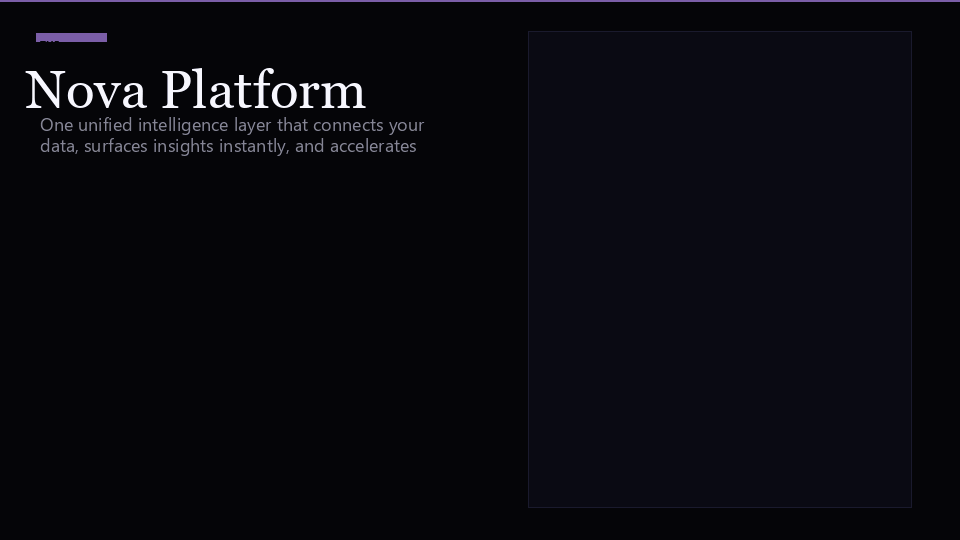 Nova Platform
One unified intelligence layer that connects your
data, surfaces insights instantly, and accelerates